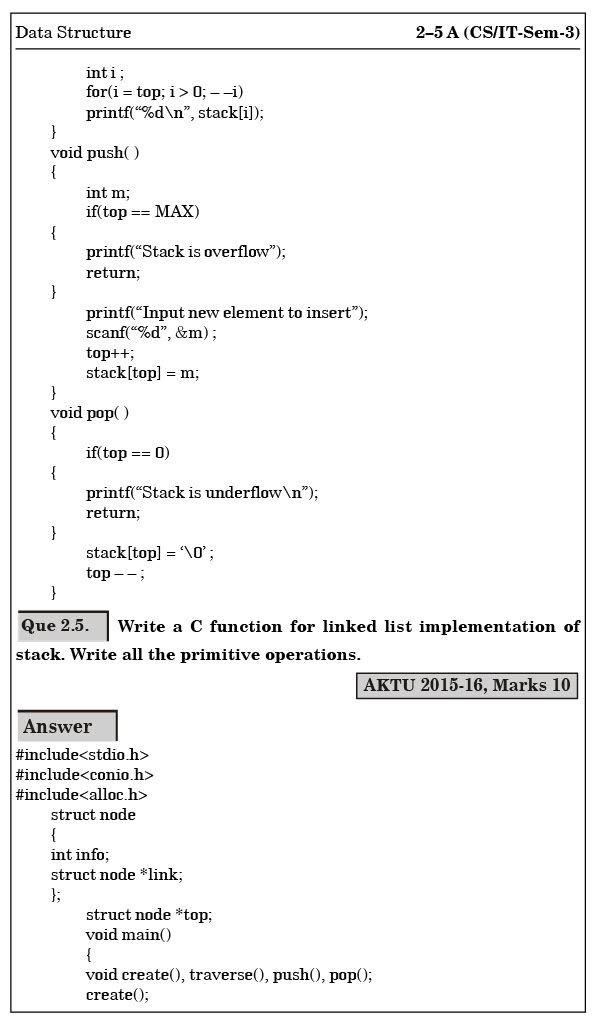 Data Structure 2–5 A (CS/IT-Sem-3)
int i ;
for(i = top; i > 0; – –i)
printf(“%d\n”, stack[i]);
}
void push( )
{
int m;
if(top == MAX)
{
printf(“Stack is overflow”);
return;
}
printf(“Input new element to insert”);
scanf(“%d”, &m) ;
top++;
stack[top] = m;
}
void pop( )
{
if(top == 0)
{
printf(“Stack is underflow\n”);
return;
}
stack[top] = ‘\0’ ;
top – – ;
}
Que 2.5. Write a C function for linked list implementation of
stack. Write all the primitive operations.
AKTU 2015-16, Marks 10
Answer
#include<stdio.h>
#include<conio.h>
#include<alloc.h>
struct node
{
int info;
struct node *link;
};
struct node *top;
void main()
{
void create(), traverse(), push(), pop();
create();